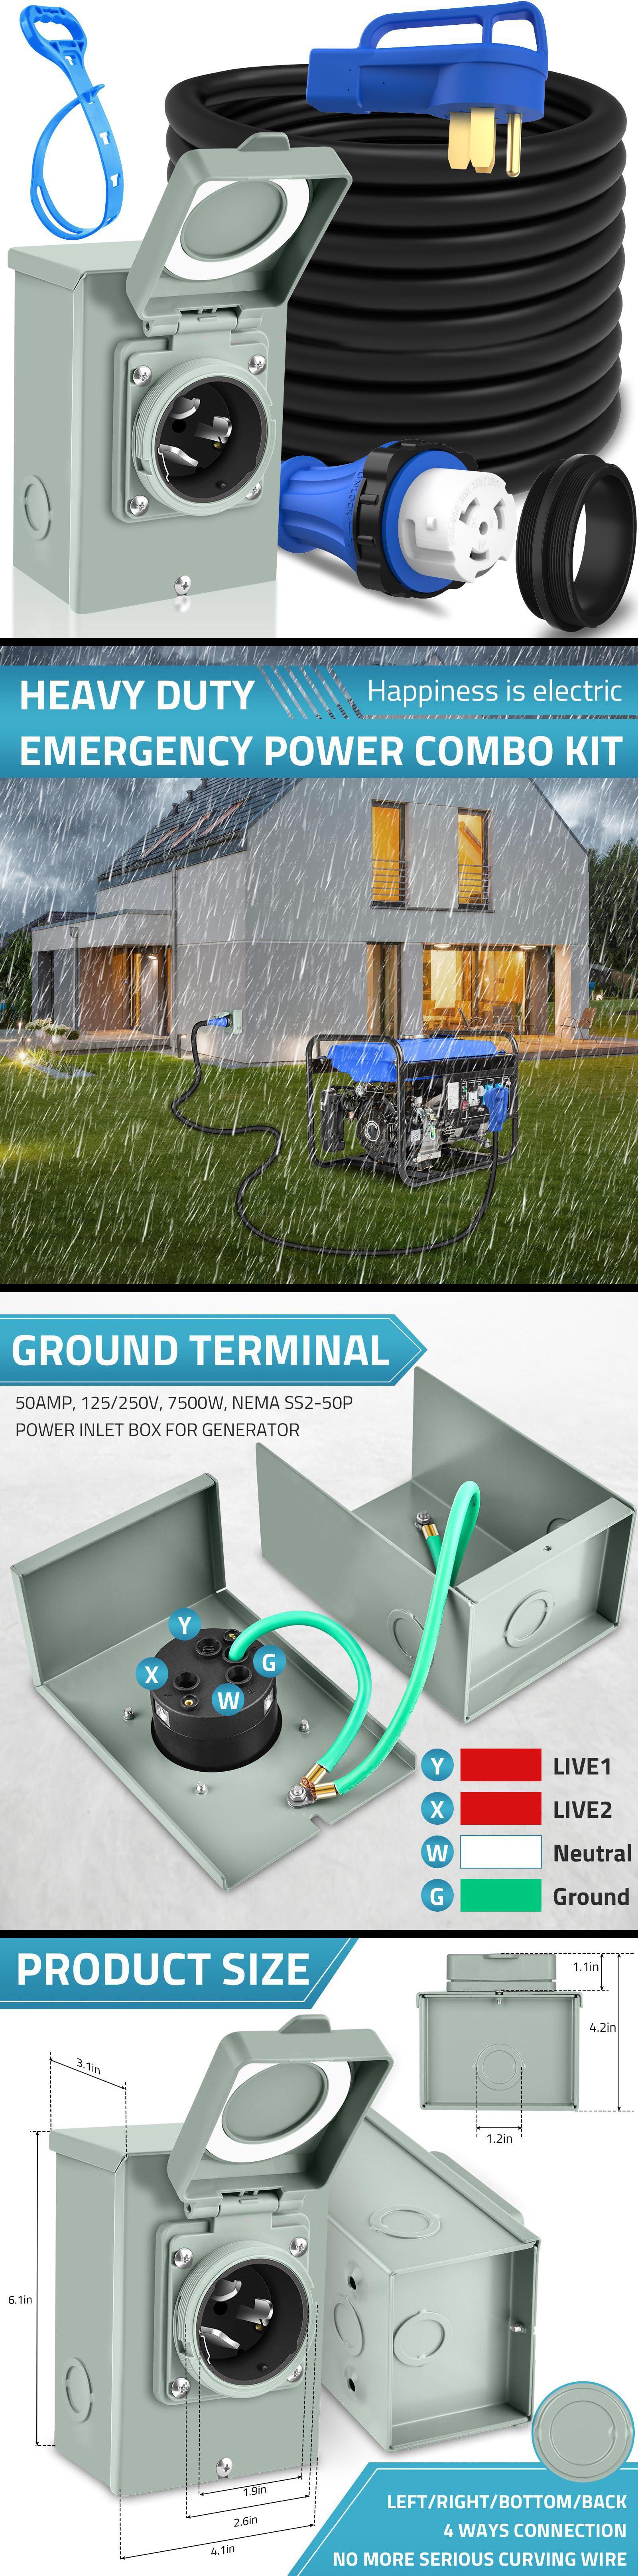 HEAVY DUTY
Happiness is electric
EMERGENCY POWER COMBO KIT
GROUND TERMINAL
50AMP, 125/250V, 7500W, NEMA SS2-50P
POWER INLET BOX FOR GENERATOR
Y
X
G
W
Y LIVE1
X LIVE2
W Neutral
G Ground
PRODUCT SIZE
1.1in
4.2in
1.2in
3.1in
6.1in
1.9in
2.6in
4.1in
LEFT/RIGHT/BOTTOM/BACK
4 WAYS CONNECTION
NO MORE SERIOUS CURVING WIRE